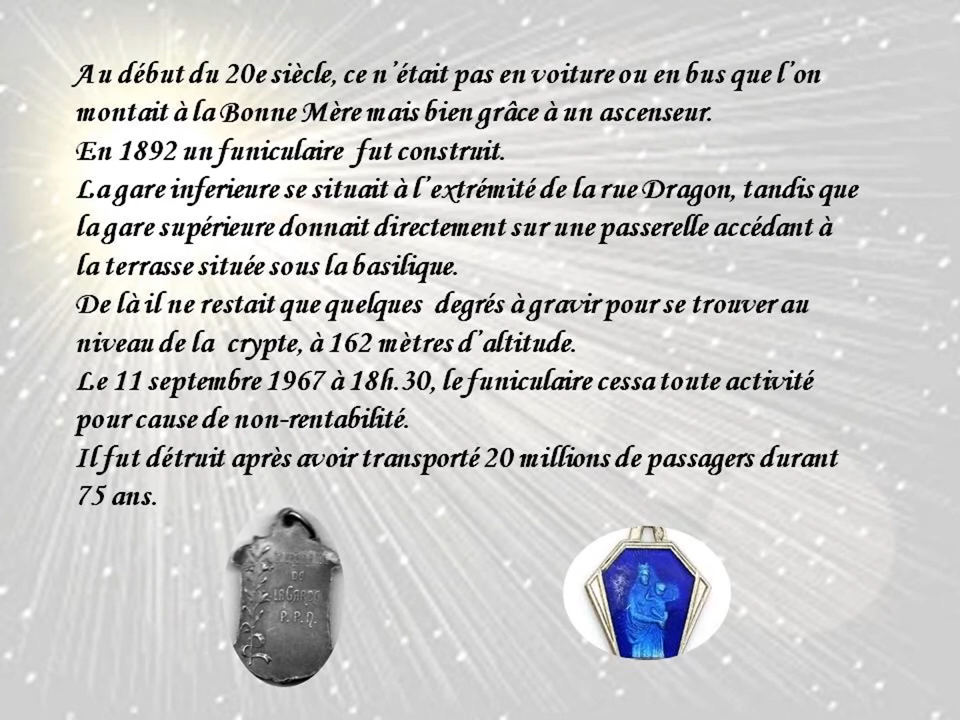 Au début du 20e siècle, ce n'était pas en voiture ou en bus que l'on
montait à la Bonne Mère mais bien grâce à un ascenseur.
En 1892 un funiculaire fut construit.
La gare inferieure se situait à l'extrémité de la rue Dragon, tandis que
la gare supérieure donnait directement sur une passerelle accédant à
la terrasse située sous la basilique.
De là il ne restait que quelques degrés à gravir pour se trouver au
niveau de la crypte, à 162 mètres d'altitude.
Le 11 septembre 1967 à 18h.30, le funiculaire cessa toute activité
pour cause de non-rentabilité.
Il fut détruit après avoir transporté 20 millions de passagers durant
75 ans.
DE
LA GARDE
P. P. N.